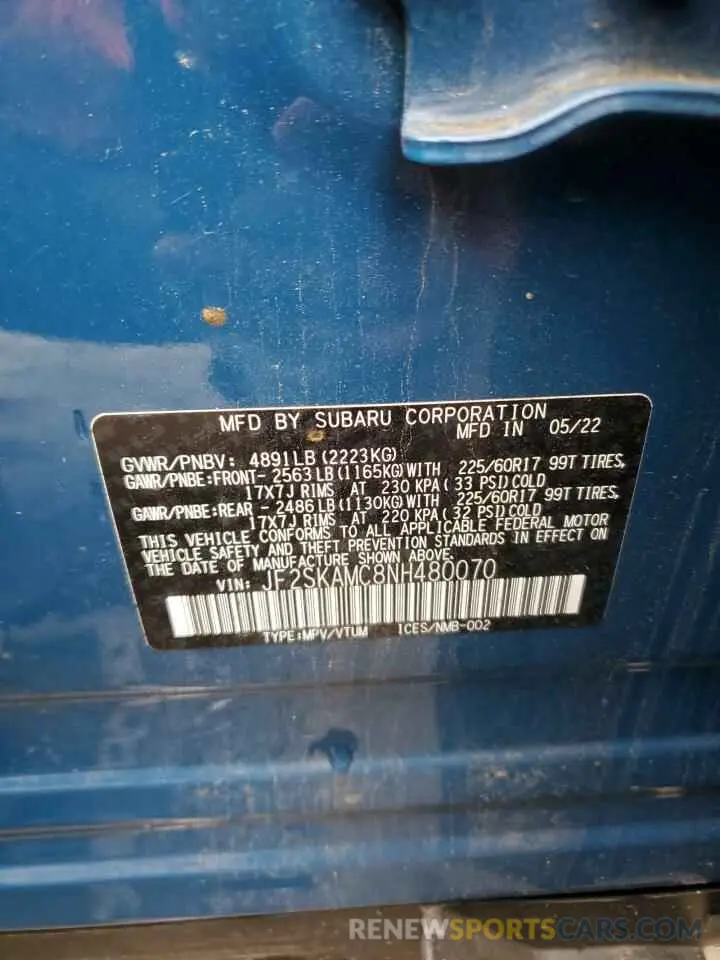 MFD BY SUBARU CORPORATION
MFD IN 05/22
GVWR/PNBV: 4891LB (2223KG)
GAWR/PNBE:FRONT- 2563LB(1165KG)WITH 225/60R17 99T TIRES,
17X7J RIMS AT 230 KPA( 33 PSI)COLD
GAWR/PNBE:REAR - 2486LB(1130KG)WITH 225/60R17 99T TIRES,
17X7J RIMS AT 220 KPA( 32 PSI)COLD
THIS VEHICLE CONFORMS TO ALL APPLICABLE FEDERAL MOTOR
VEHICLE SAFETY AND THEFT PREVENTION STANDARDS IN EFFECT ON
THE DATE OF MANUFACTURE SHOWN ABOVE.
VIN: JF2SKAMC8NH480070
TYPE:MPV/VTUM ICES/NMB-002
RENEWSPORTSCARS.COM